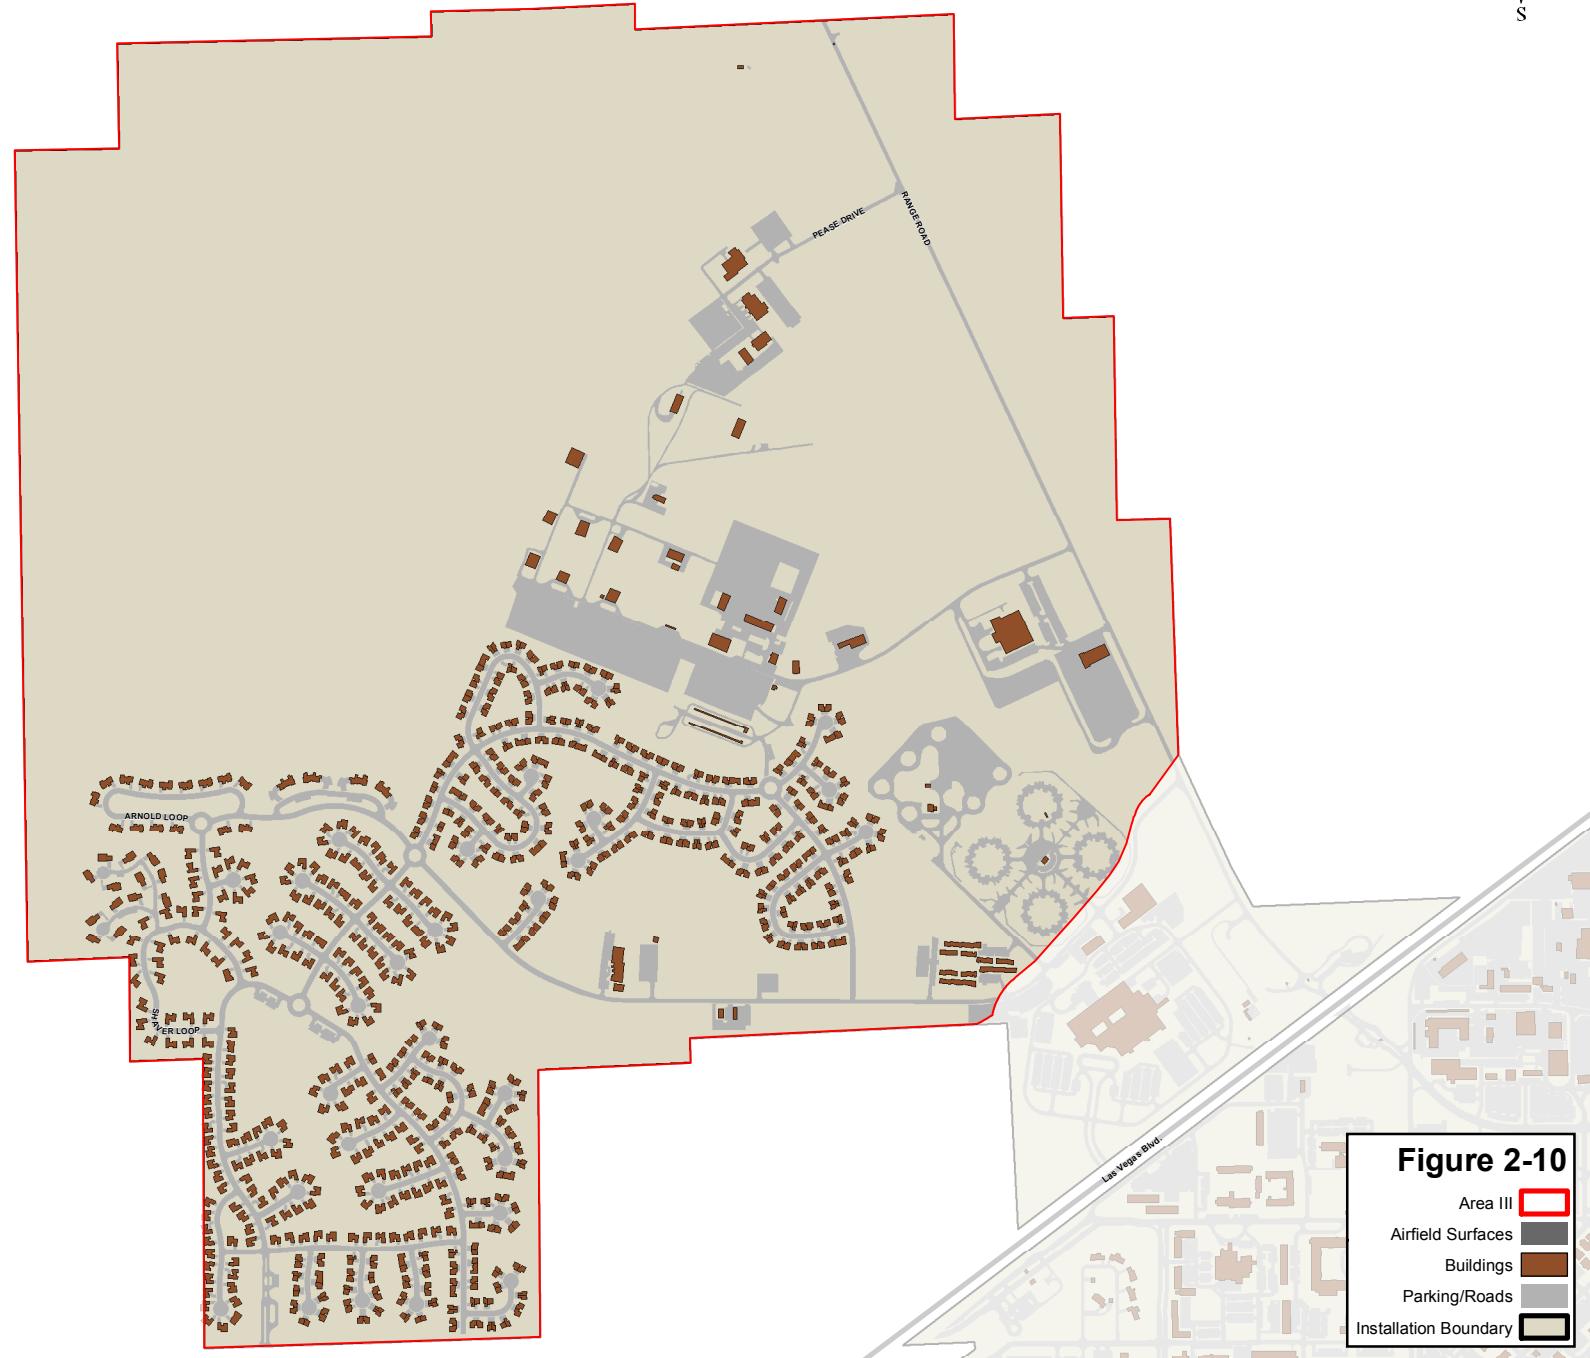 S
PEASE DRIVE
RANGE ROAD
ARNOLD LOOP
SHAVER LOOP
Las Vegas Blvd.
Figure 2-10
Area III
Airfield Surfaces
Buildings
Parking/Roads
Installation Boundary